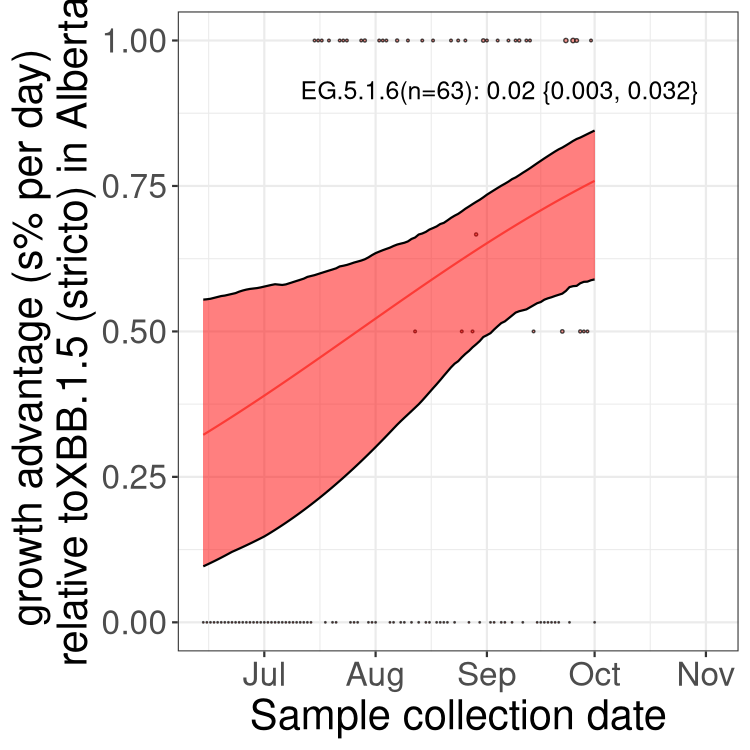 growth advantage (s% per day)
relative toXBB.1.5 (stricto) in Alberta
1.00
0.75
0.50
0.25
0.00
EG.5.1.6(n=63): 0.02 {0.003, 0.032}
Jul Aug Sep Oct Nov
Sample collection date